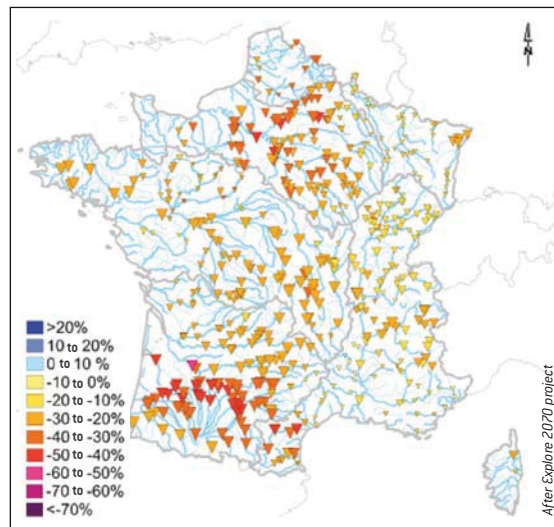 N
>20%
10 to 20%
0 to 10 %
-10 to 0%
-20 to -10%
-30 to -20%
-40 to -30%
-50 to -40%
-60 to -50%
-70 to -60%
<-70%
After Explore 2070 project